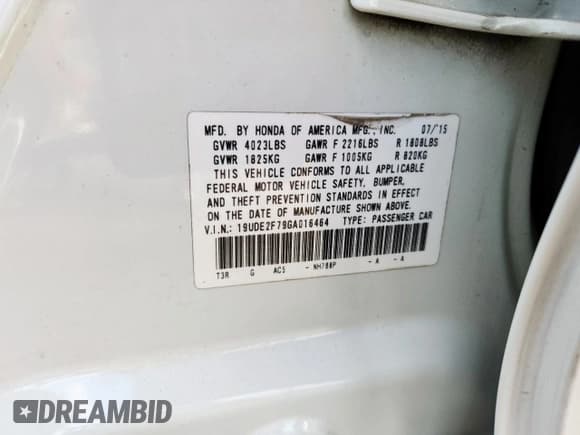 MFD. BY HONDA OF AMERICA MFG., INC. 07/'15
GVWR 4023LBS GAWR F 2216LBS R 1808LBS
GVWR 1825KG GAWR F 1005KG R 820KG
THIS VEHICLE CONFORMS TO ALL APPLICABLE
FEDERAL MOTOR VEHICLE SAFETY, BUMPER,
AND THEFT PREVENTION STANDARDS IN EFFECT
ON THE DATE OF MANUFACTURE SHOWN ABOVE.
V.I.N.: 19UDE2F79GA016464 TYPE: PASSENGER CAR
T3R G AC5 - NH788P - A - A
DREAMBID